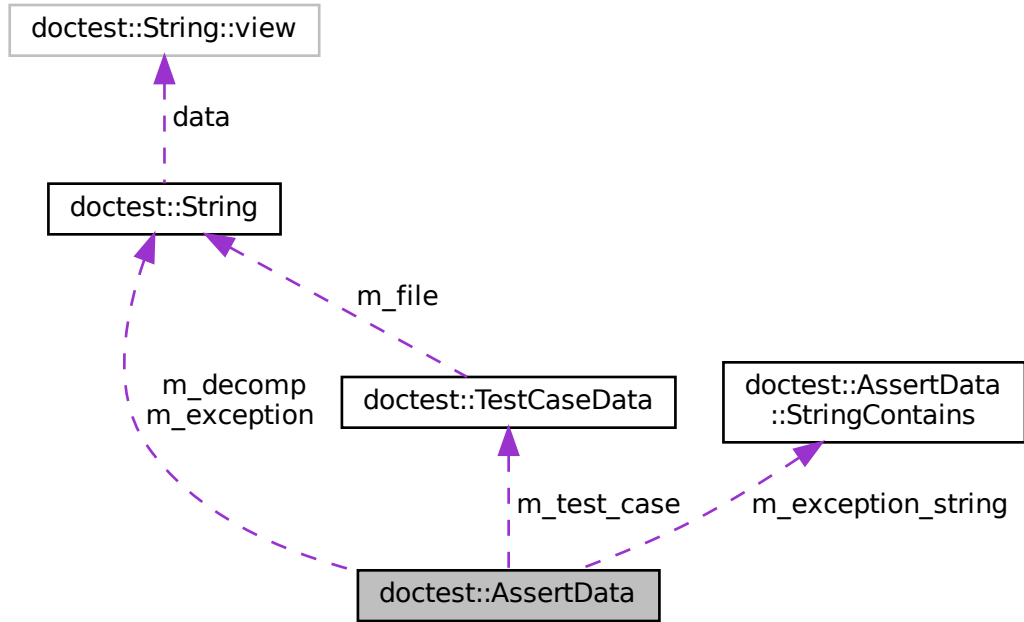 doctest::String::view
data
doctest::String
m_file
m_decomp
m_exception
doctest::TestCaseData
doctest::AssertData
::StringContains
m_test_case
m_exception_string
doctest::AssertData